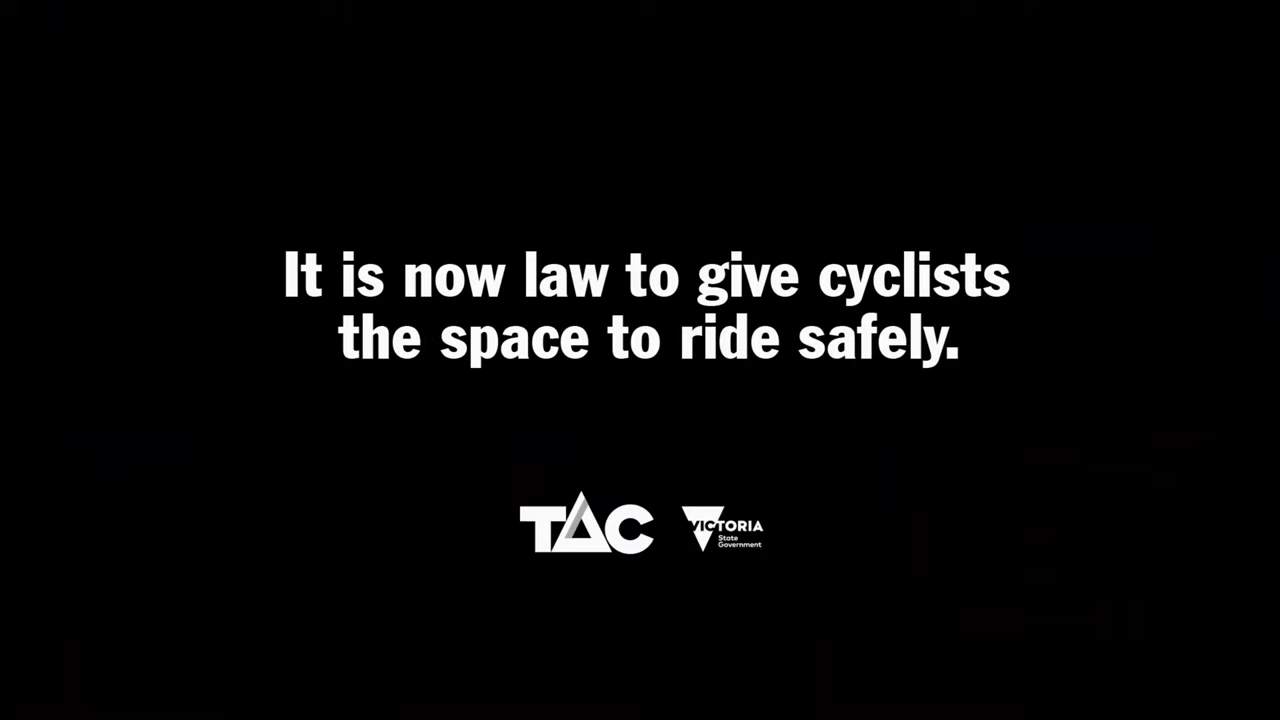 It is now law to give cyclists
the space to ride safely.
TAC
VICTORIA
State
Government